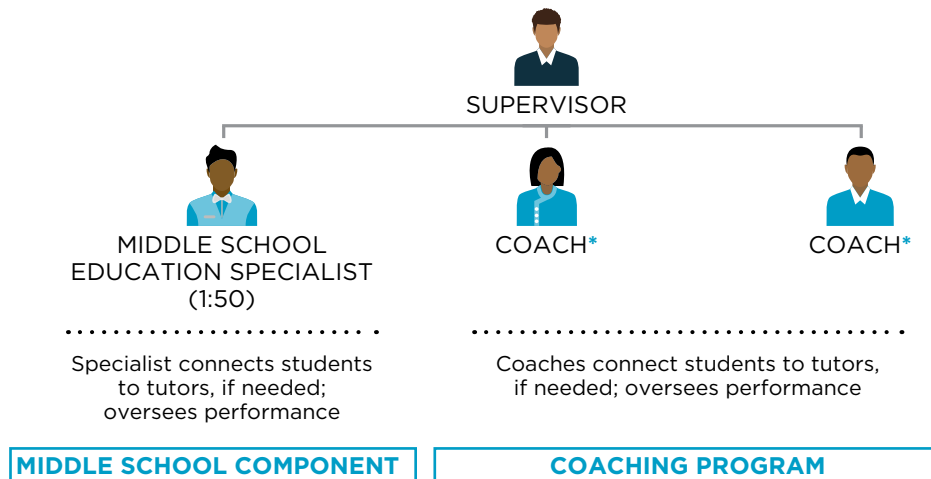 SUPERVISOR
MIDDLE SCHOOL
EDUCATION SPECIALIST
(1:50)
COACH*
COACH*
Specialist connects students
to tutors, if needed;
oversees performance
Coaches connect students to tutors,
if needed; oversees performance
MIDDLE SCHOOL COMPONENT
COACHING PROGRAM